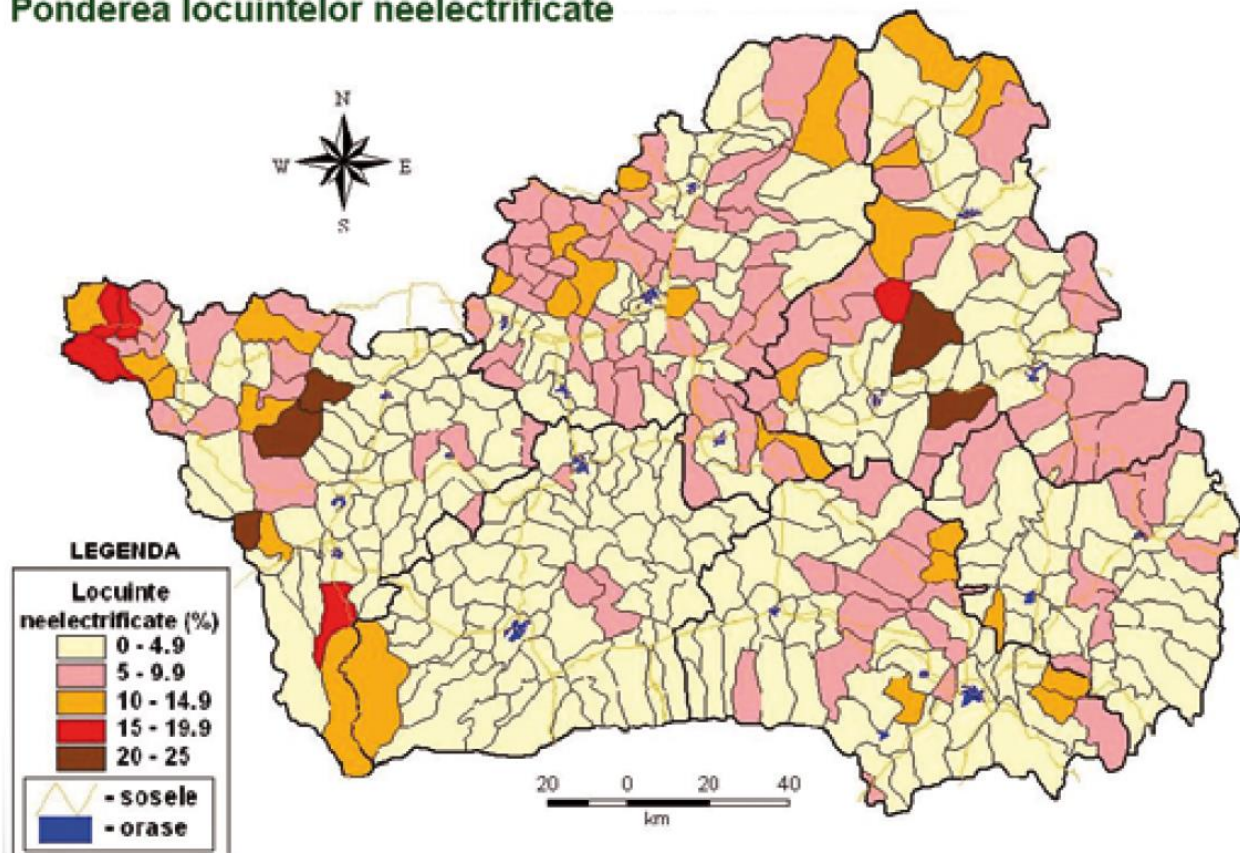 Ponderea locuintelor neelectrificate
N
W E
S
LEGENDA
Locuinte
neelectrificate (%)
0 - 4.9
5 - 9.9
10 - 14.9
15 - 19.9
20 - 25
- sosele
- orase
20 0 20 40
km